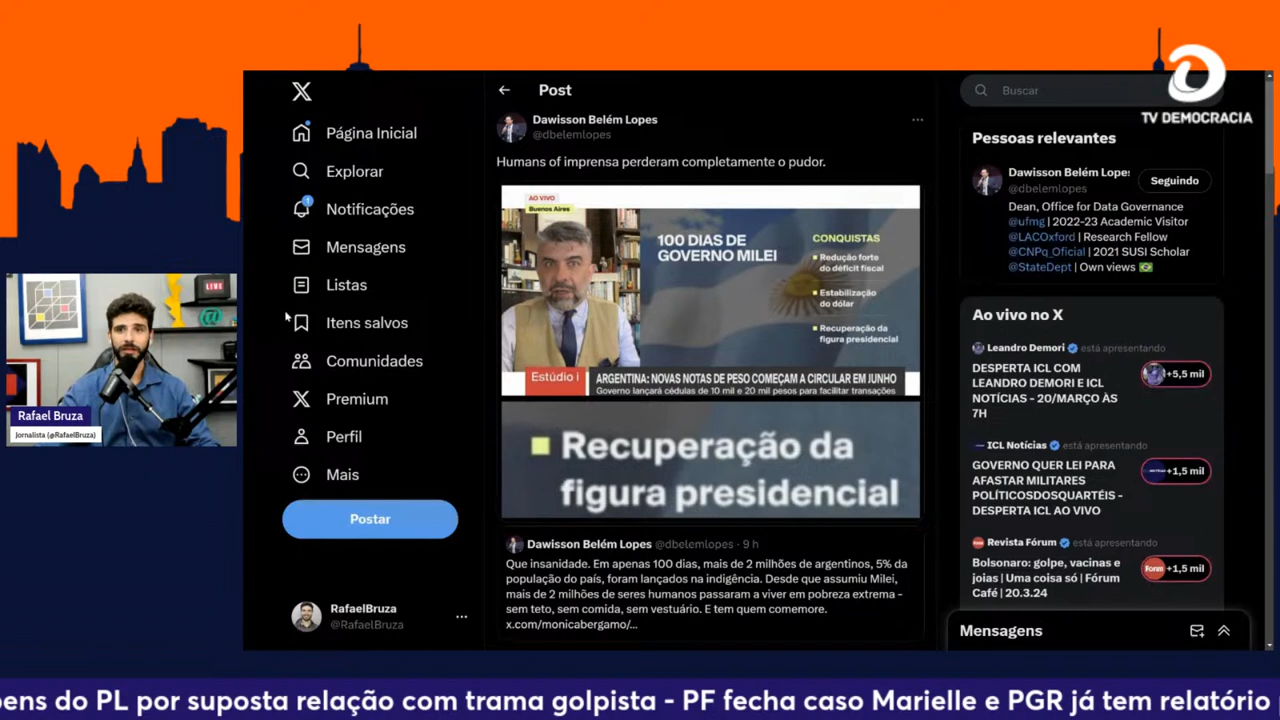 TV DEMOCRACIA
LIVE
@
Rafael Bruza
Jornalista (@RafaelBruza)
Página Inicial
Explorar
1
Notificações
Mensagens
Listas
Itens salvos
Comunidades
Premium
Perfil
Mais
Postar
RafaelBruza
@RafaelBruza
Post
Dawisson Belém Lopes
@dbelemlopes
Humans of imprensa perderam completamente o pudor.
AO VIVO
Buenos Aires
100 DIAS DE
GOVERNO MILEI
CONQUISTAS
Redução forte
do déficit fiscal
Estabilização
do dólar
Recuperação da
figura presidencial
Estúdio i
ARGENTINA: NOVAS NOTAS DE PESO COMEÇAM A CIRCULAR EM JUNHO
Governo lançará cédulas de 10 mil e 20 mil pesos para facilitar transações
Recuperação da
figura presidencial
Dawisson Belém Lopes @dbelemlopes · 9 h
Que insanidade. Em apenas 100 dias, mais de 2 milhões de argentinos, 5% da
população do país, foram lançados na indigência. Desde que assumiu Milei,
mais de 2 milhões de seres humanos passaram a viver em pobreza extrema -
sem teto, sem comida, sem vestuário. E tem quem comemore.
x.com/monicabergamo/...
Buscar
Pessoas relevantes
Dawisson Belém Lopes
@dbelemlopes
Seguindo
Dean, Office for Data Governance
@ufmg | 2022-23 Academic Visitor
@LACOxford | Research Fellow
@CNPq_Oficial | 2021 SUSI Scholar
@StateDept | Own views 🇧🇷
Ao vivo no X
Leandro Demori está apresentando
DESPERTA ICL COM
LEANDRO DEMORI E ICL
NOTÍCIAS - 20/MARÇO ÀS
7H
+5,5 mil
ICL Notícias está apresentando
GOVERNO QUER LEI PARA
AFASTAR MILITARES
POLÍTICOSDOSQUARTÉIS -
DESPERTA ICL AO VIVO
+1,5 mil
Revista Fórum está apresentando
Bolsonaro: golpe, vacinas e
joias | Uma coisa só | Fórum
Café | 20.3.24
Forum
+1,5 mil
Mensagens
bens do PL por suposta relação com trama golpista - PF fecha caso Marielle e PGR já tem relatório